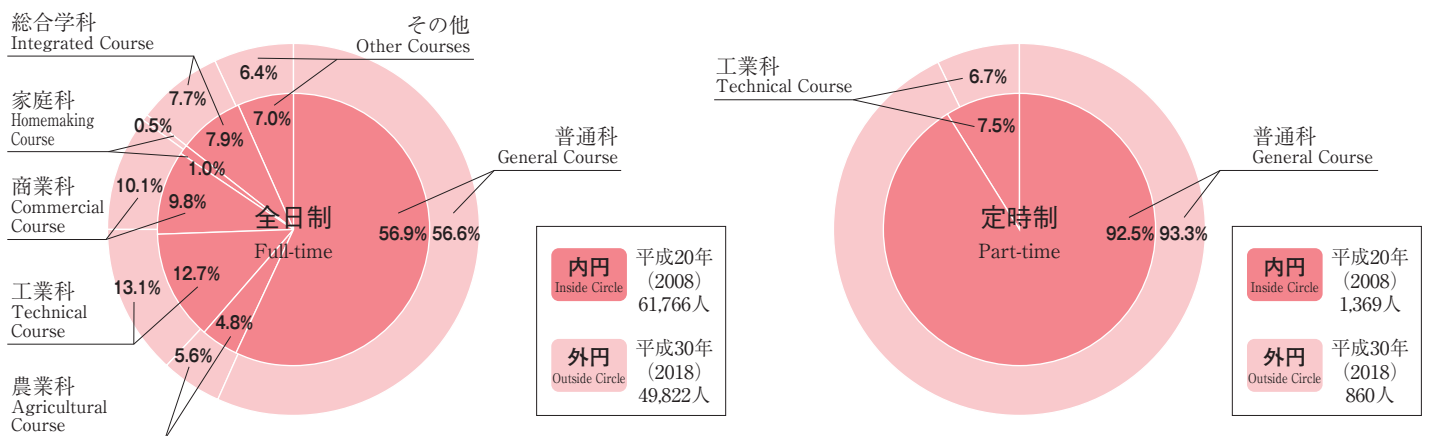 総合学科
Integrated Course
その他
Other Courses
6.4%
7.7%
7.0%
家庭科
Homemaking
Course
0.5%
7.9%
1.0%
普通科
General Course
商業科
Commercial
Course
10.1%
9.8%
全日制
Full-time
56.9%
56.6%
工業科
Technical
Course
13.1%
12.7%
4.8%
5.6%
農業科
Agricultural
Course
内円
Inside Circle
平成20年
(2008)
61,766人
外円
Outside Circle
平成30年
(2018)
49,822人
工業科
Technical Course
6.7%
7.5%
普通科
General Course
定時制
Part-time
92.5%
93.3%
内円
Inside Circle
平成20年
(2008)
1,369人
外円
Outside Circle
平成30年
(2018)
860人